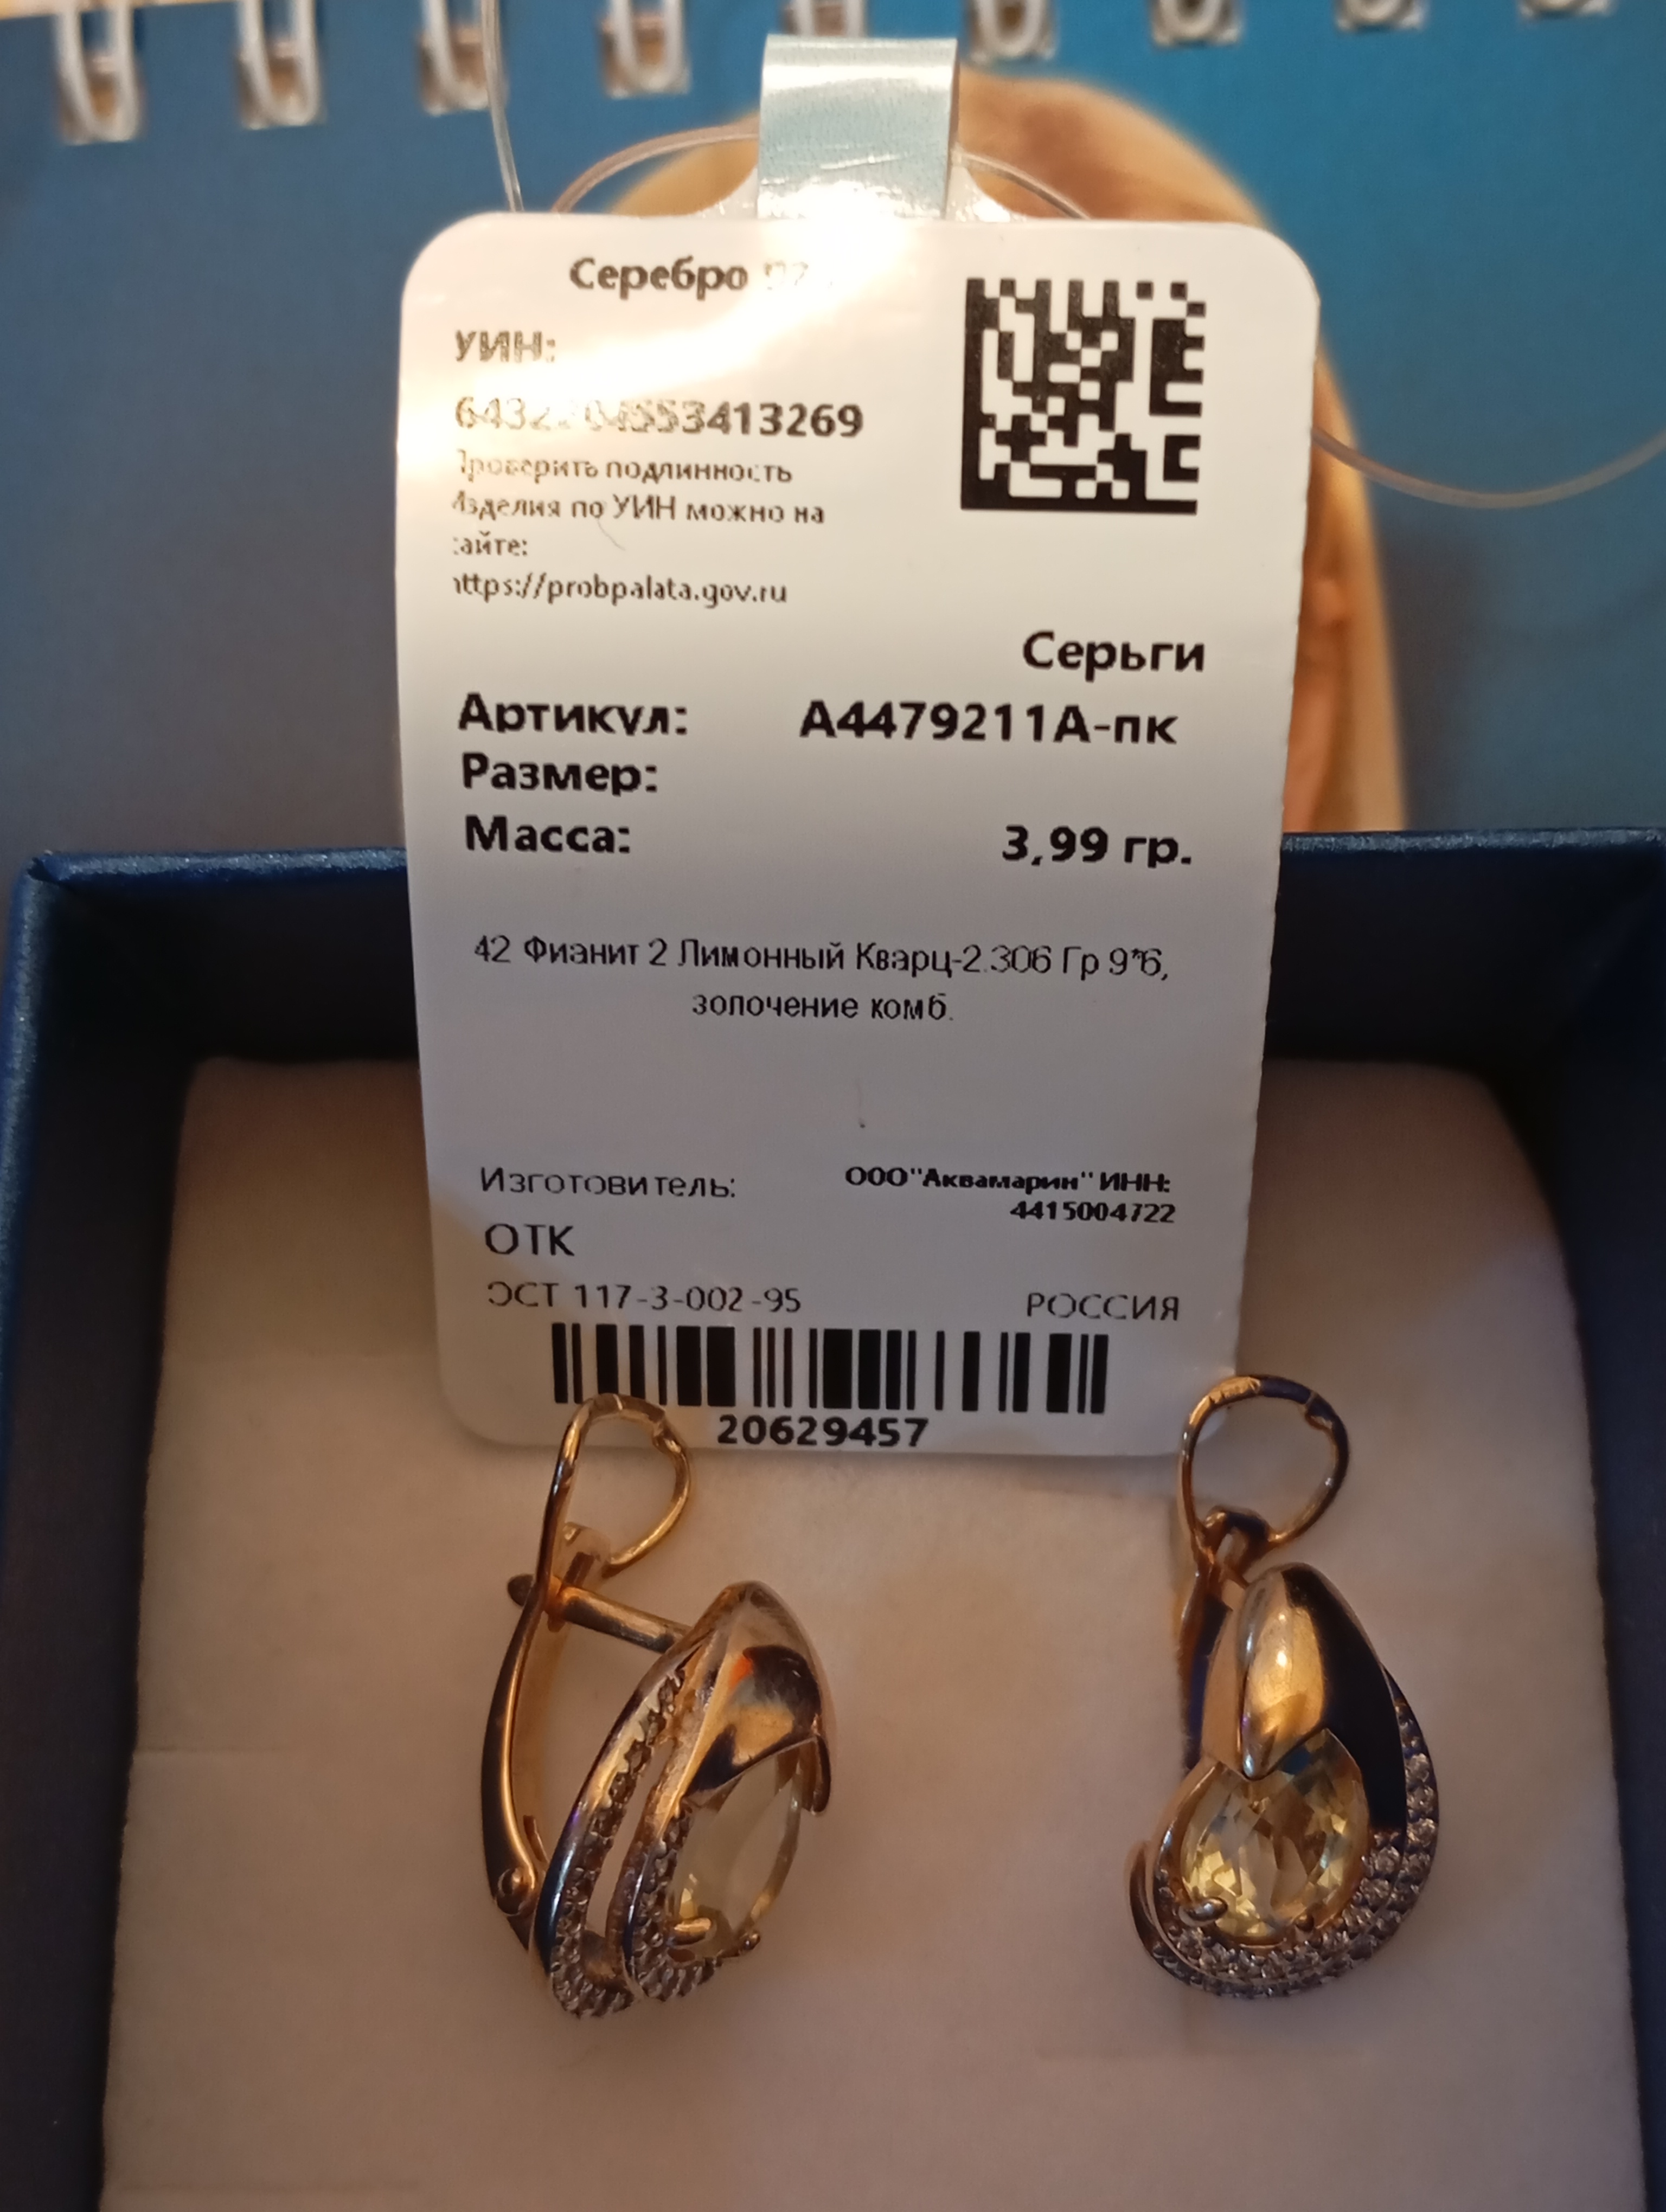 Серебро
УИН:
Проверить подлинность
Изделия по УИН можно на
сайте:
https://probpalata.gov.ru
Серьги
Артикул: А4479211А-пк
Размер:
Масса: 3,99 гр.
42 Фианит 2 Лимонный Кварц-2.306 Гр 9*6,
золочение комб.
Изготовитель: ООО"Аквамарин" ИНН:
4415004722
ОТК
ОСТ 117-3-002-95 РОССИЯ
20629457